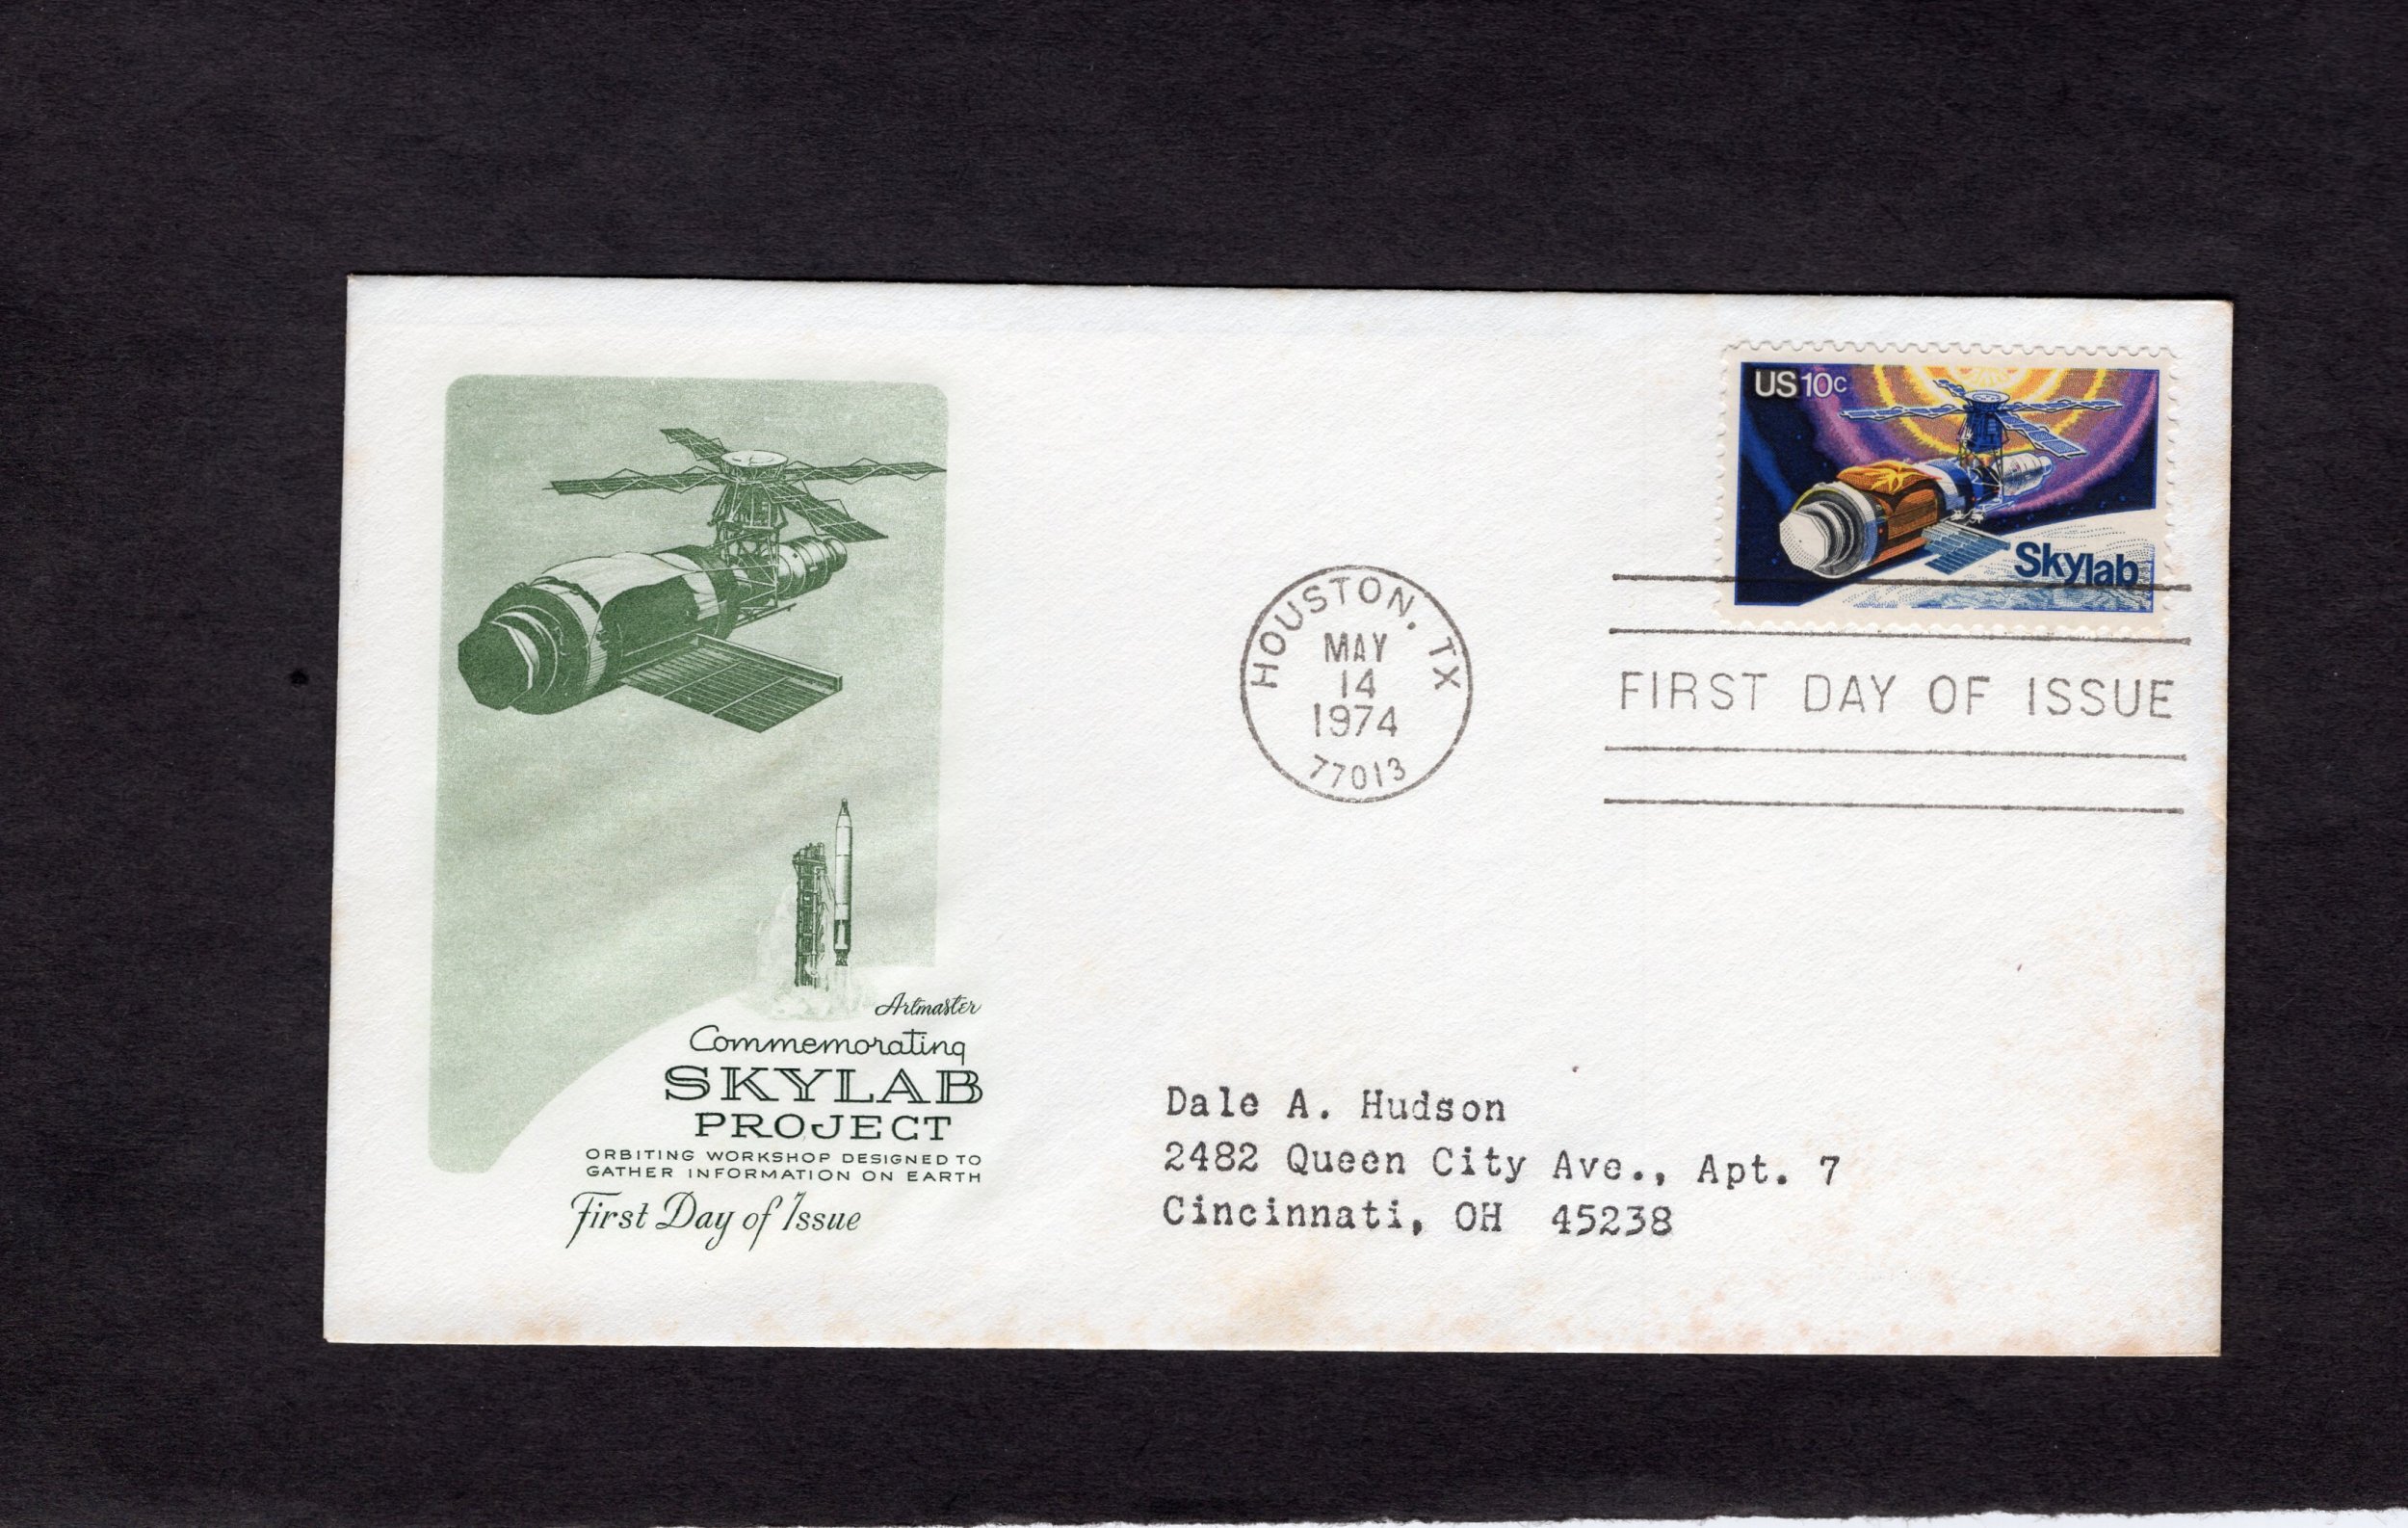 US 10c
Skylab
HOUSTON, TX
MAY
14
1974
77013
FIRST DAY OF ISSUE
Artmaster
Commemorating
SKYLAB
PROJECT
ORBITING WORKSHOP DESIGNED TO
GATHER INFORMATION ON EARTH
First Day of Issue
Dale A. Hudson
2482 Queen City Ave., Apt. 7
Cincinnati, OH 45238